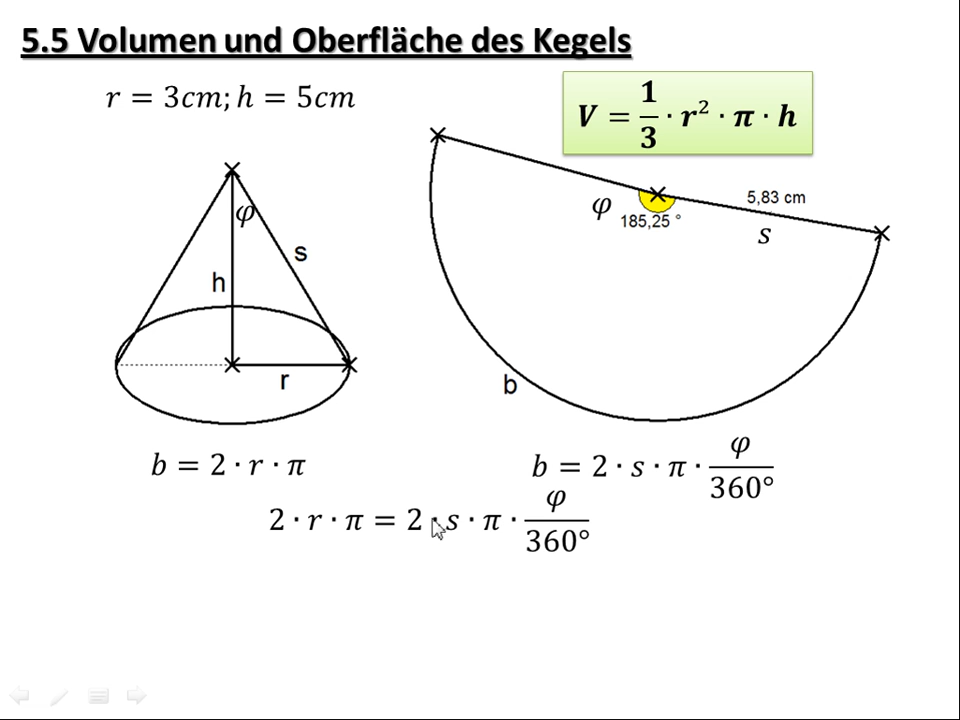 5.5 Volumen und Oberfläche des Kegels
r = 3cm; h = 5cm
V = 1/3 · r² · π · h
φ
s
h
r
φ
185,25 °
5,83 cm
s
b
b = 2 · r · π
b = 2 · s · π · φ/360°
2 · r · π = 2 · s · π · φ/360°